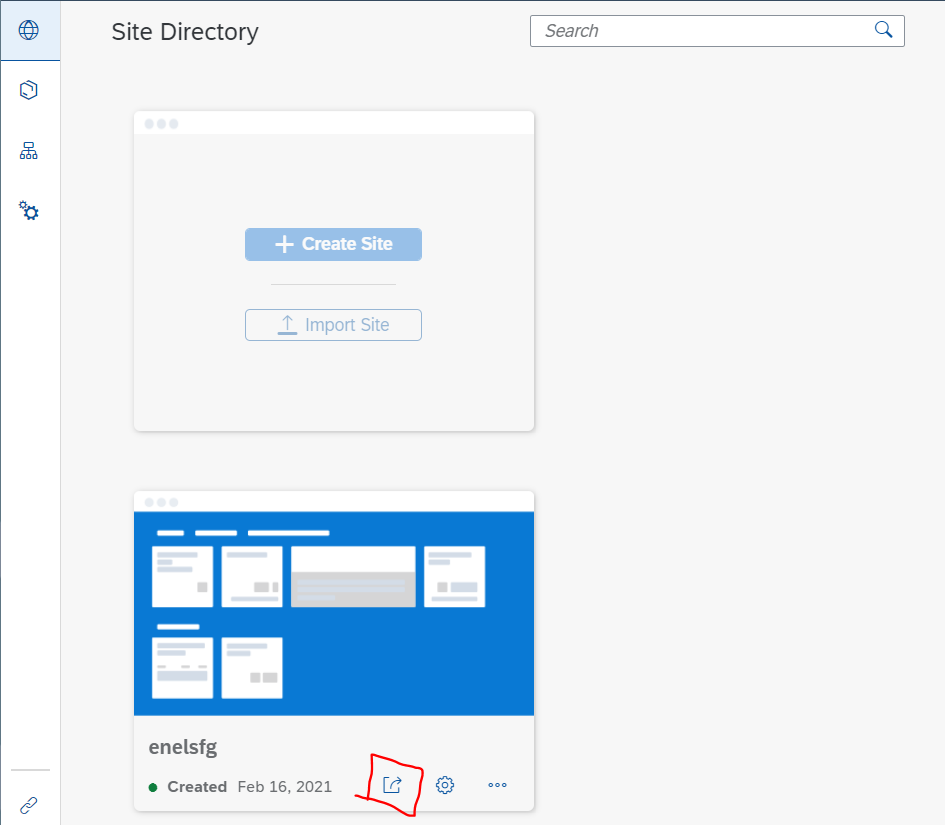 Site Directory
Search
Create Site
Import Site
enelsfg
Created Feb 16, 2021